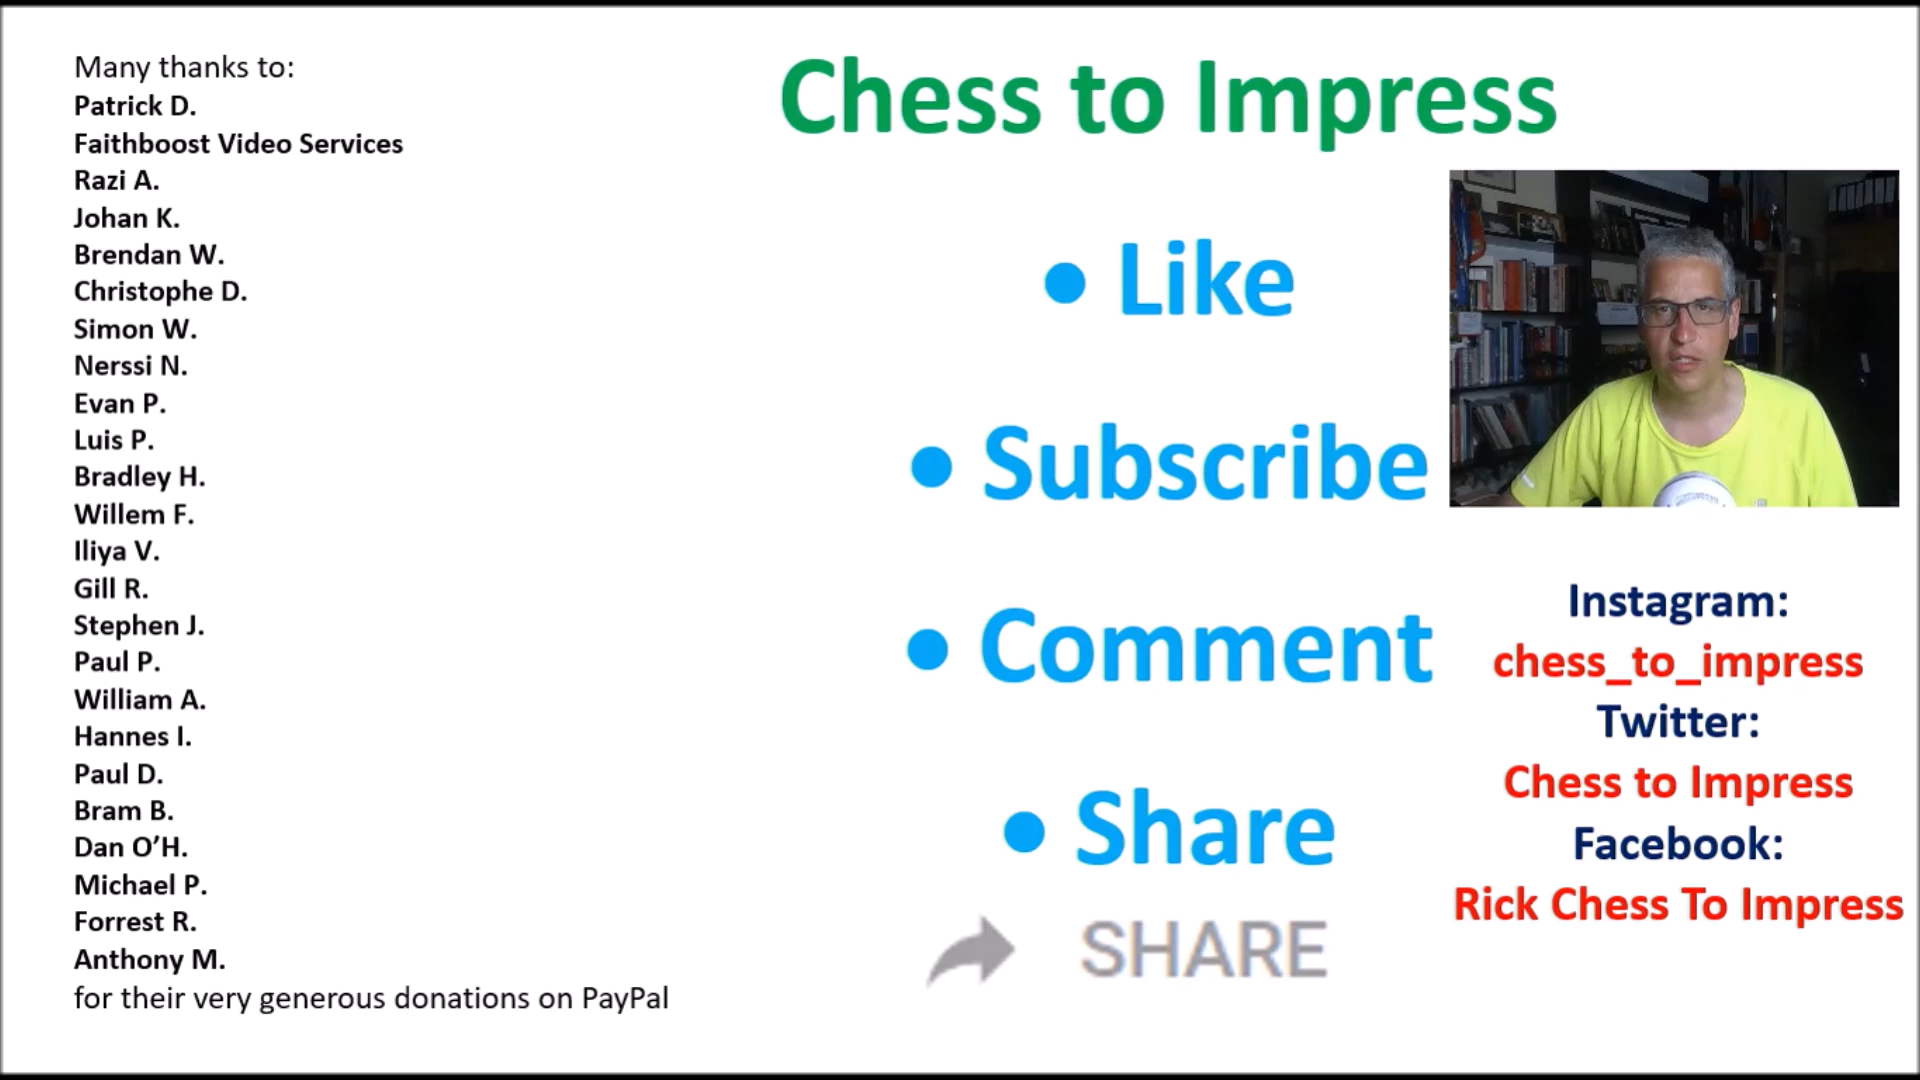 Many thanks to:
Patrick D.
Faithboost Video Services
Razi A.
Johan K.
Brendan W.
Christophe D.
Simon W.
Nerssi N.
Evan P.
Luis P.
Bradley H.
Willem F.
Iliya V.
Gill R.
Stephen J.
Paul P.
William A.
Hannes I.
Paul D.
Bram B.
Dan O’H.
Michael P.
Forrest R.
Anthony M.
for their very generous donations on PayPal
Chess to Impress
• Like
• Subscribe
• Comment
• Share
SHARE
Instagram:
chess_to_impress
Twitter:
Chess to Impress
Facebook:
Rick Chess To Impress